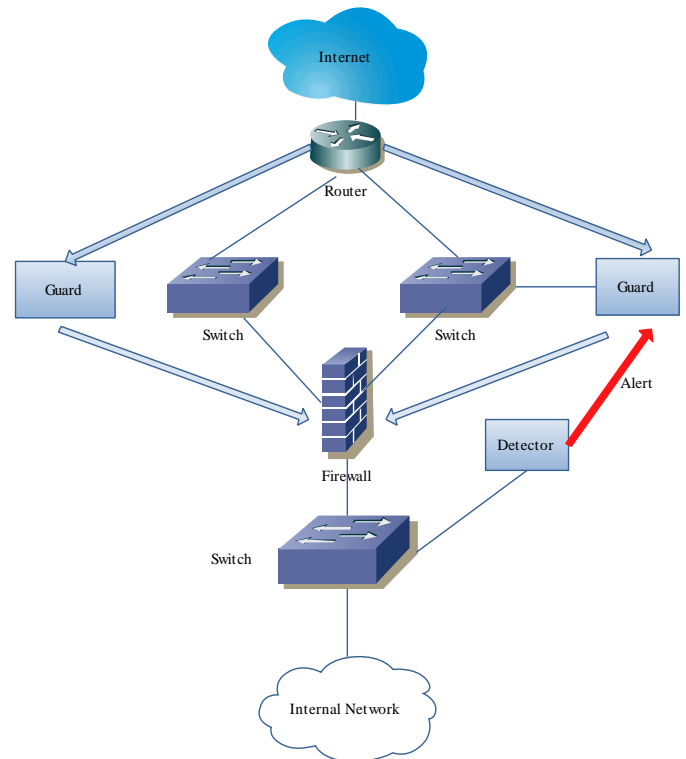 Internet
Router
Guard
Guard
Switch
Switch
Alert
Detector
Firewall
Switch
Internal Network